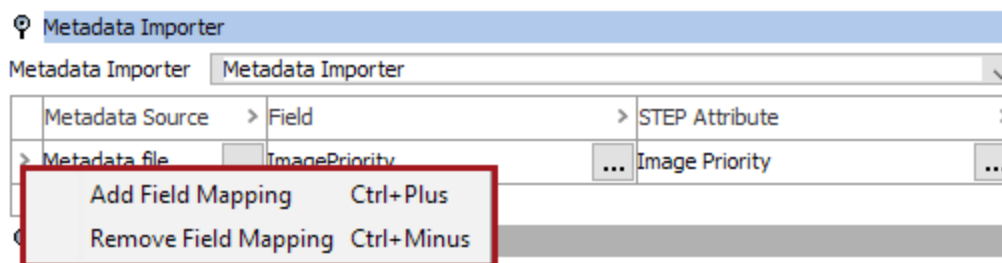 Metadata Importer
Metadata Importer Metadata Importer
Metadata Source > Field > STEP Attribute >
> Metadata file ImagePriority ... Image Priority ...
Add Field Mapping Ctrl+Plus
Remove Field Mapping Ctrl+Minus